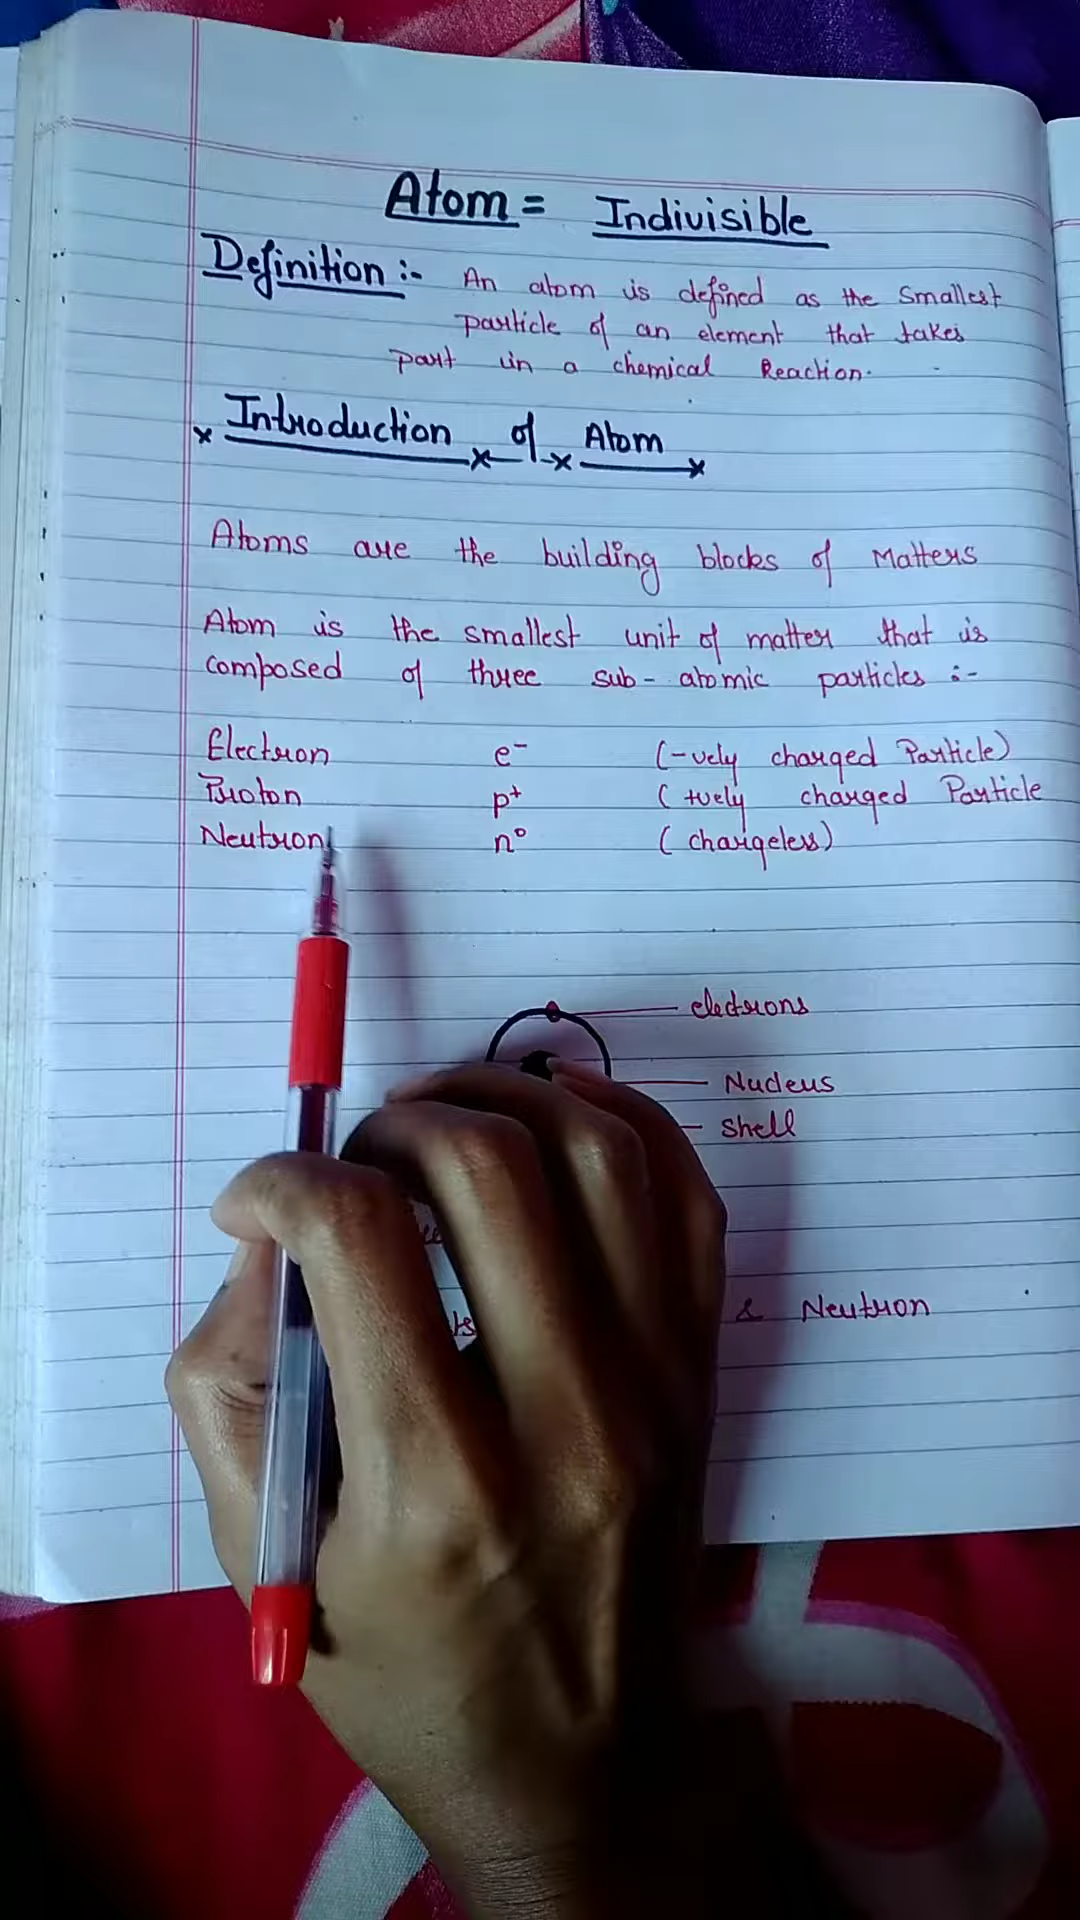 Atom = Indivisible
Definition :- An atom is defined as the smallest
particle of an element that takes
part in a chemical Reaction.
Introduction of Atom
Atoms are the building blocks of Matters
Atom is the smallest unit of matter that is
composed of three sub-atomic particles :-
Electron e⁻ (-vely charged Particle)
Proton p⁺ (+vely charged Particle
Neutron n⁰ (chargeless)
electrons
Nucleus
shell
& Neutron